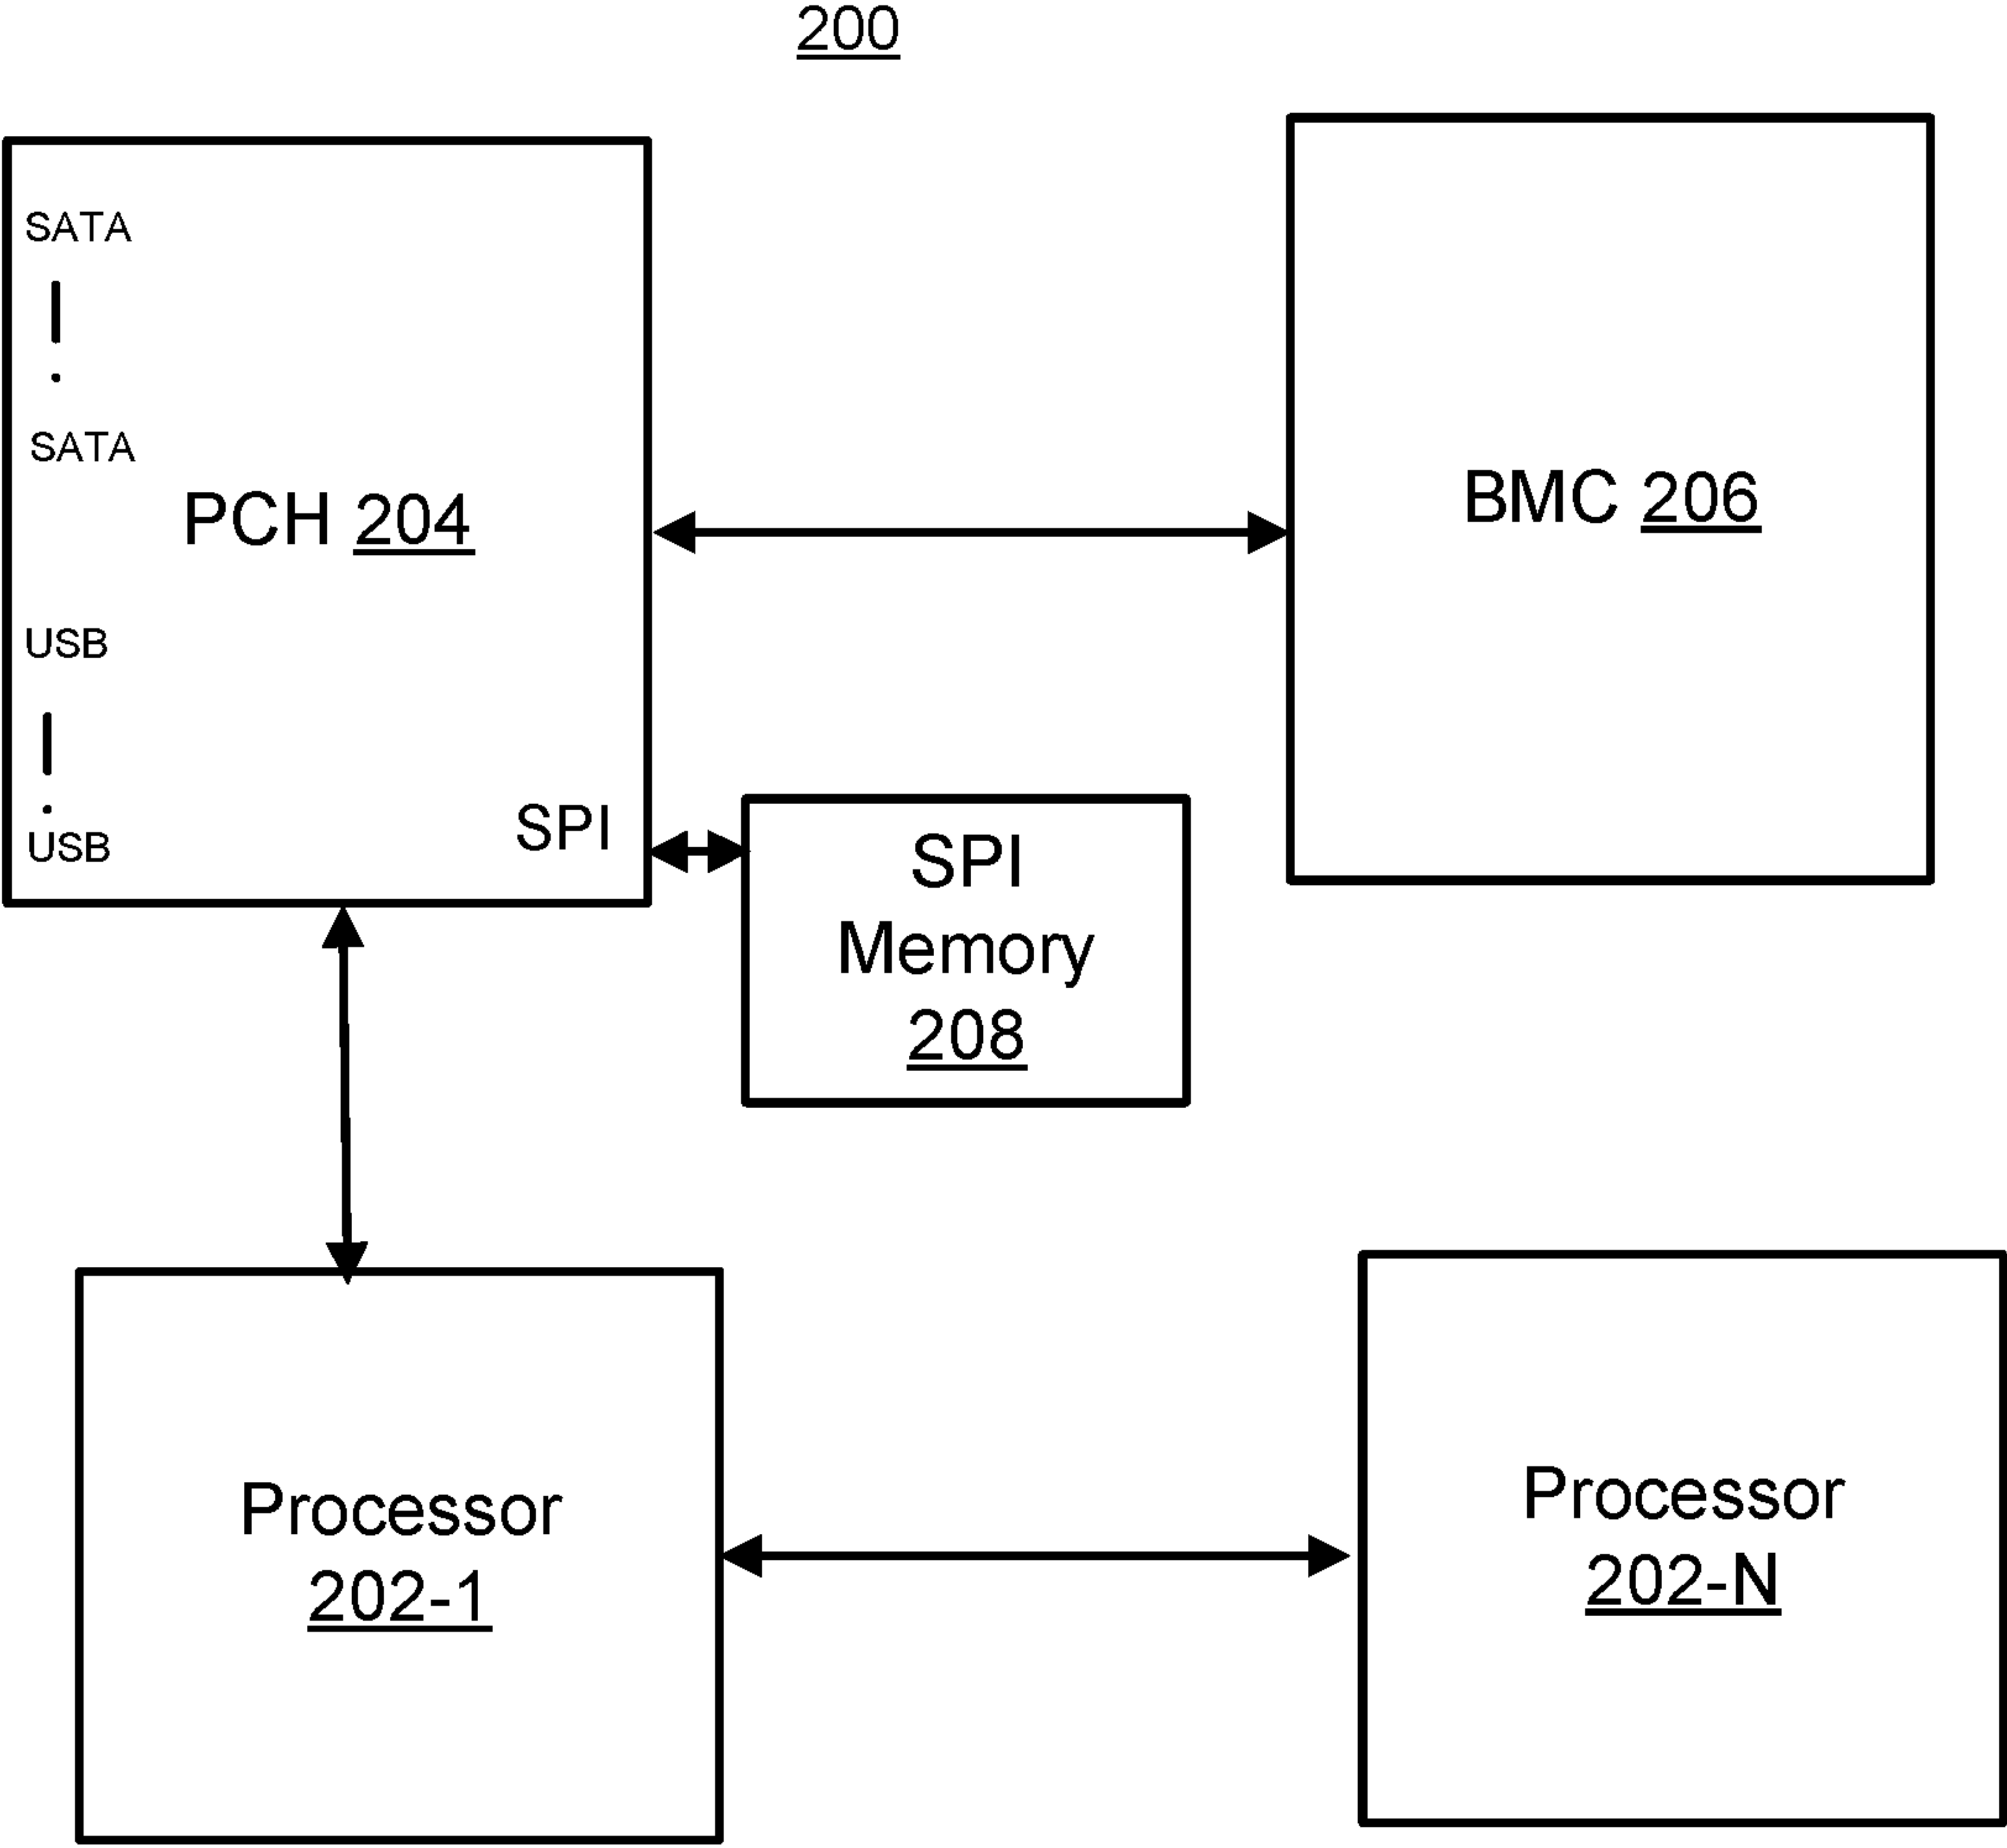 200
SATA
SATA
PCH 204
USB
USB
SPI
BMC 206
SPI
Memory
208
Processor
202-1
Processor
202-N